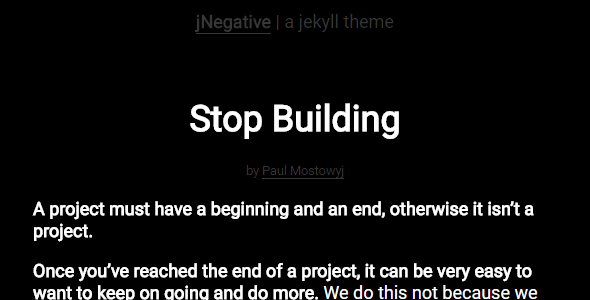 jNegative | a jekyll theme
Stop Building
by Paul Mostowyj
A project must have a beginning and an end, otherwise it isn’t a
project.
Once you’ve reached the end of a project, it can be very easy to
want to keep on going and do more. We do this not because we